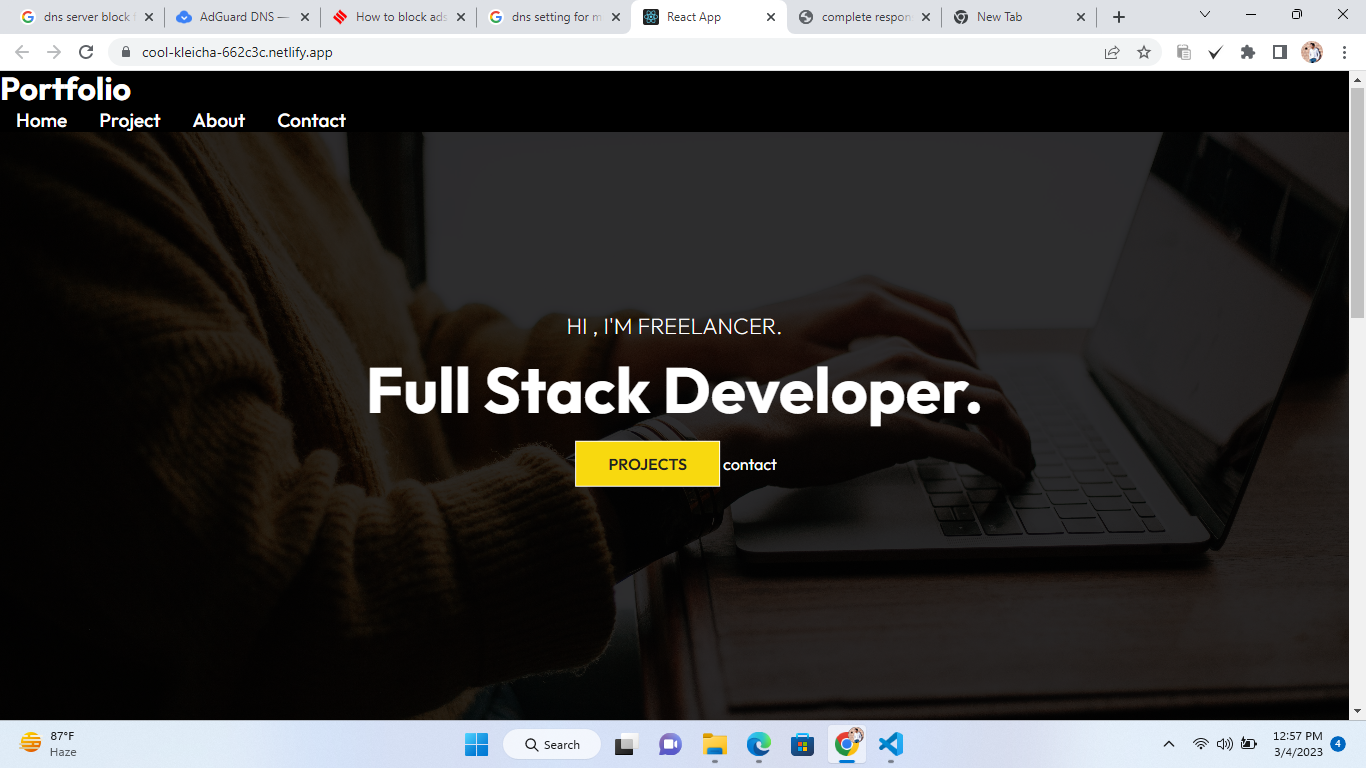 dns server block f
AdGuard DNS —
How to block ads
dns setting for m
React App
complete respon
New Tab
cool-kleicha-662c3c.netlify.app
Portfolio
Home Project About Contact
HI , I'M FREELANCER.
Full Stack Developer.
PROJECTS contact
87°F
Haze
Search
12:57 PM
3/4/2023
4